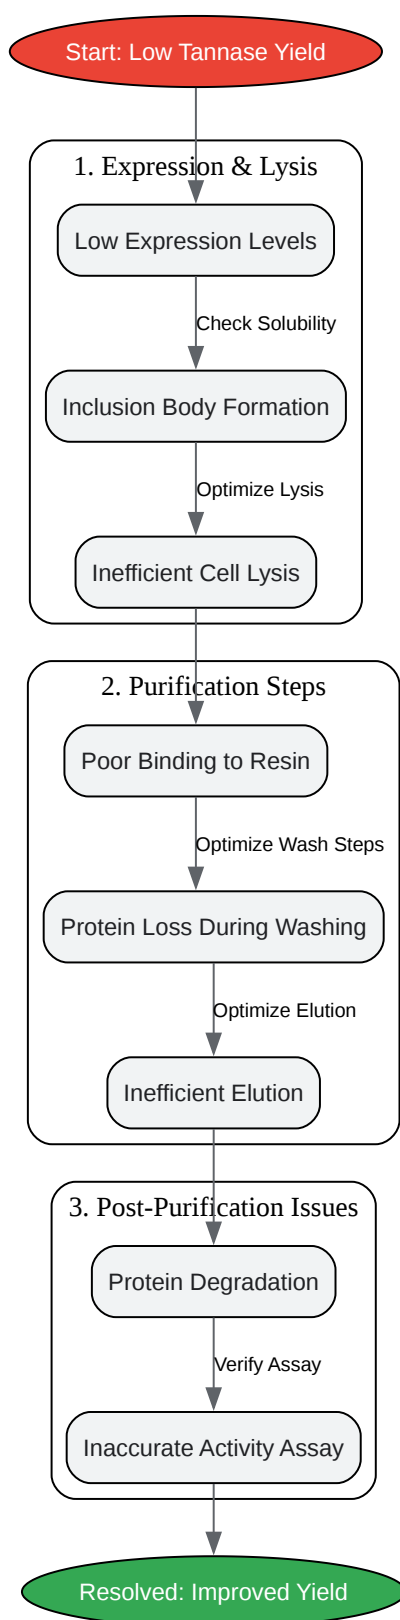 Start: Low Tannase Yield
1. Expression & Lysis
Low Expression Levels
Check Solubility
Inclusion Body Formation
Optimize Lysis
Inefficient Cell Lysis
2. Purification Steps
Poor Binding to Resin
Optimize Wash Steps
Protein Loss During Washing
Optimize Elution
Inefficient Elution
3. Post-Purification Issues
Protein Degradation
Verify Assay
Inaccurate Activity Assay
Resolved: Improved Yield